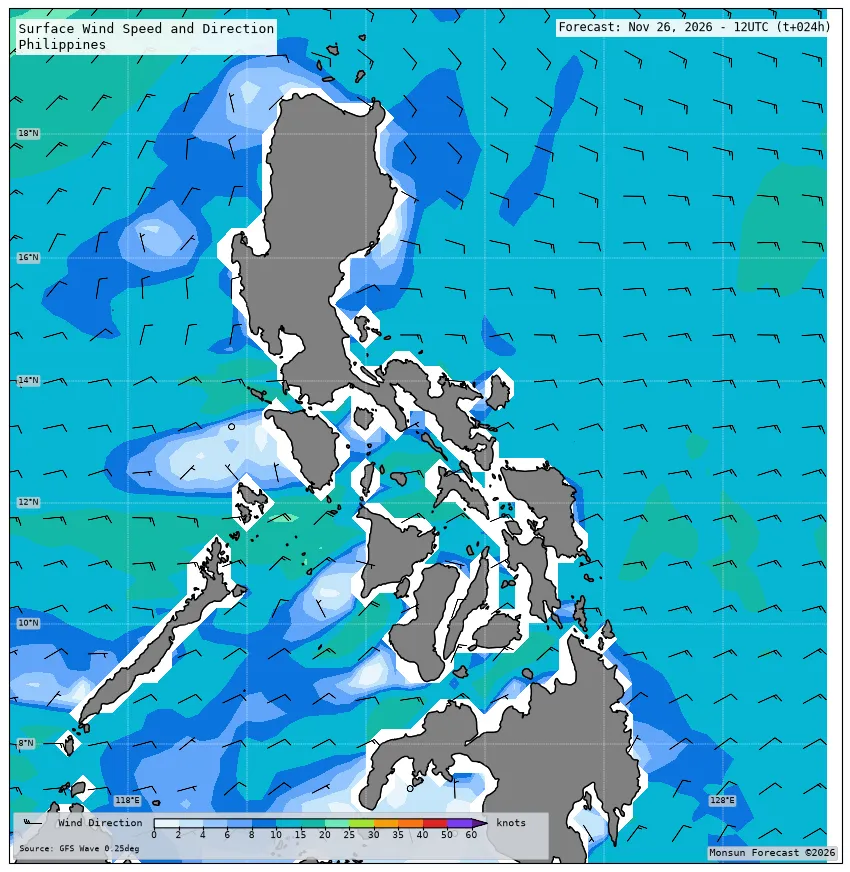 Surface Wind Speed and Direction
Philippines
Forecast: Nov 26, 2026 - 12UTC (t+024h)
18°N
16°N
14°N
12°N
10°N
8°N
118°E
128°E
Wind Direction
knots
0 2 4 6 8 10 15 20 25 30 35 40 50 60
Source: GFS Wave 0.25deg
Monsun Forecast ©2026